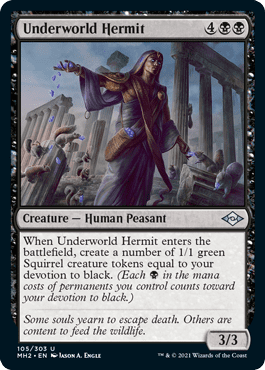 Underworld Hermit 4
Creature — Human Peasant
When Underworld Hermit enters the
battlefield, create a number of 1/1 green
Squirrel creature tokens equal to your
devotion to black. (Each in the mana
costs of permanents you control counts toward
your devotion to black.)
Some souls yearn to escape death. Others are
content to feed the wildlife.
3/3
105/303 U
MH2 • EN Jason A. Engle ™ & © 2021 Wizards of the Coast